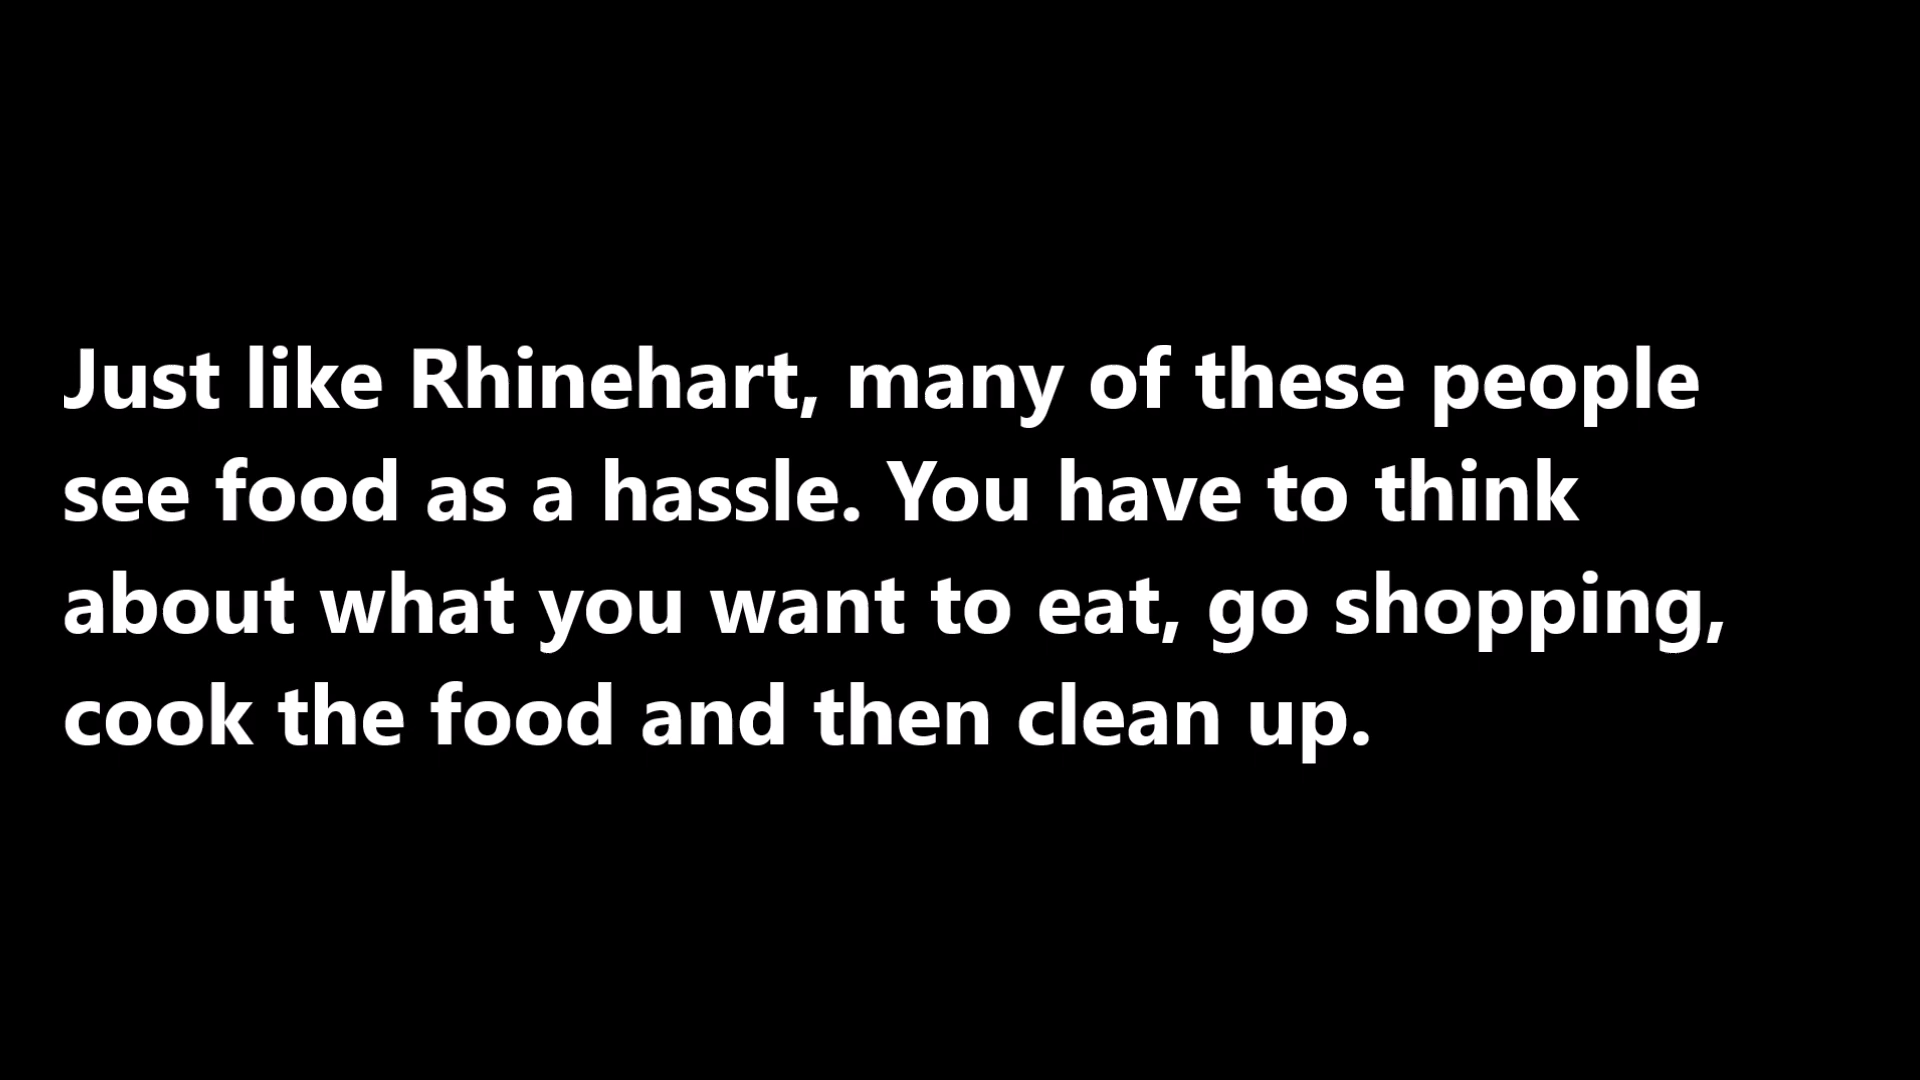 Just like Rhinehart, many of these people
see food as a hassle. You have to think
about what you want to eat, go shopping,
cook the food and then clean up.